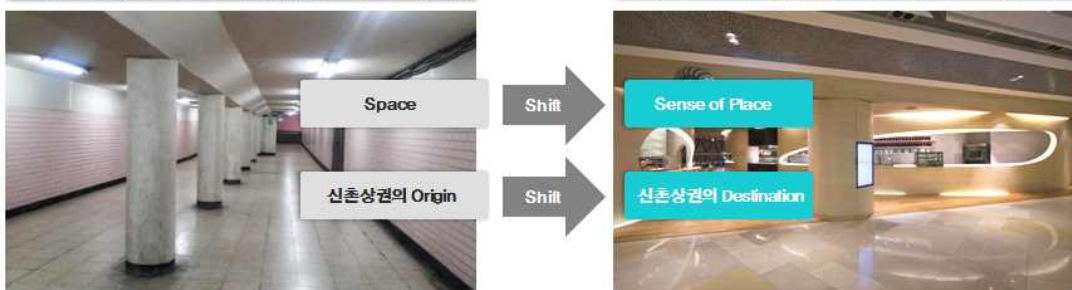 Space
Shift
Sense of Place
신촌상권의 Origin
Shift
신촌상권의 Destination